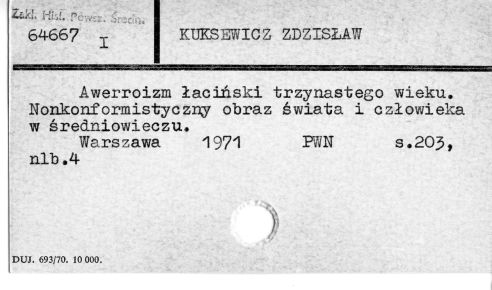 Zakł. Hist. Powsz. Średn.
64667 I
KUKSEWICZ ZDZISŁAW
Awerroizm łaciński trzynastego wieku.
Nonkonformistyczny obraz świata i człowieka
w średniowieczu.
Warszawa 1971 PWN s.203,
nlb.4
DUJ. 693/70. 10 000.